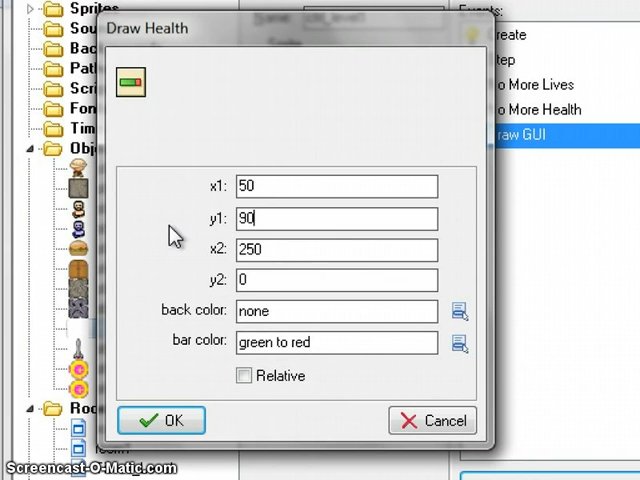 Sprites
Draw Health
Events:
Create
Step
No More Lives
No More Health
Draw GUI
x1: 50
y1: 90
x2: 250
y2: 0
back color: none
bar color: green to red
Relative
OK
Cancel
Screencast-O-Matic.com